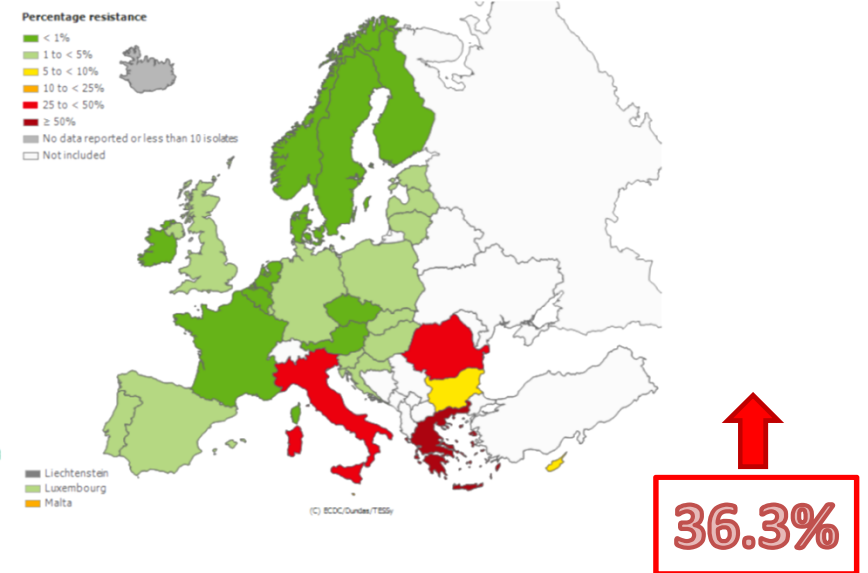 Percentage resistance
< 1%
1 to < 5%
5 to < 10%
10 to < 25%
25 to < 50%
≥ 50%
No data reported or less than 10 isolates
Not included
Liechtenstein
Luxembourg
Malta
(C) ECDC/Dundas/TESSy
36.3%